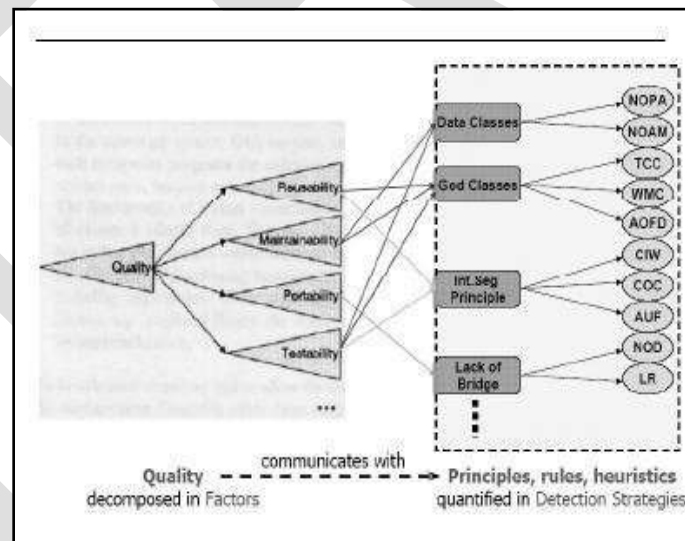 Data Classes
God Classes
Int.Seg
Principle
Lack of
Bridge
NOPA
NOAM
TCC
WMC
AOFD
CIW
COC
AUF
NOD
LR
Quality
Reusability
Maintainability
Portability
Testability
...
communicates with
Quality
decomposed in Factors
Principles, rules, heuristics
quantified in Detection Strategies